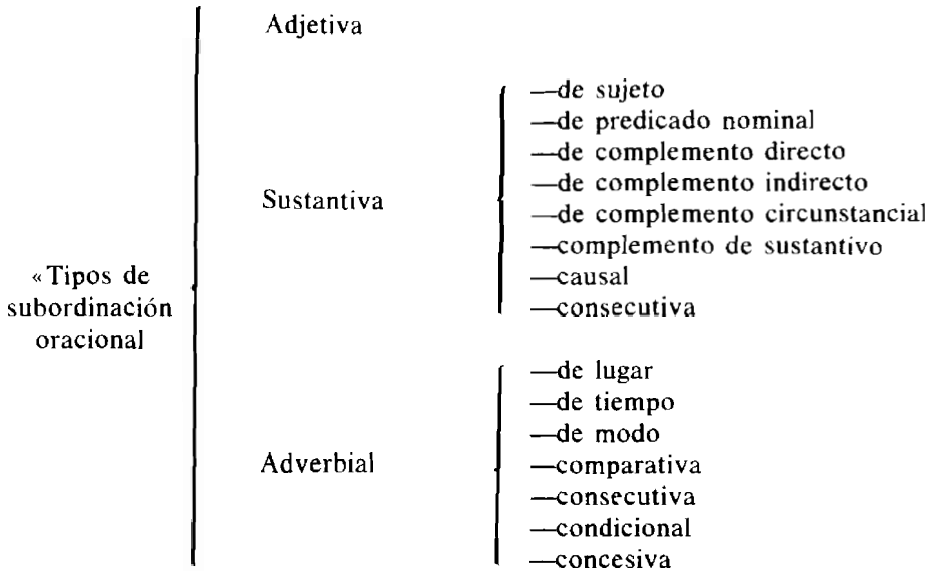 Adjetiva
—de sujeto
—de predicado nominal
—de complemento directo
—de complemento indirecto
Sustantiva
—de complemento circunstancial
—complemento de sustantivo
—causal
—consecutiva
«Tipos de
subordinación
oracional
—de lugar
—de tiempo
—de modo
Adverbial
—comparativa
—consecutiva
—condicional
—concesiva